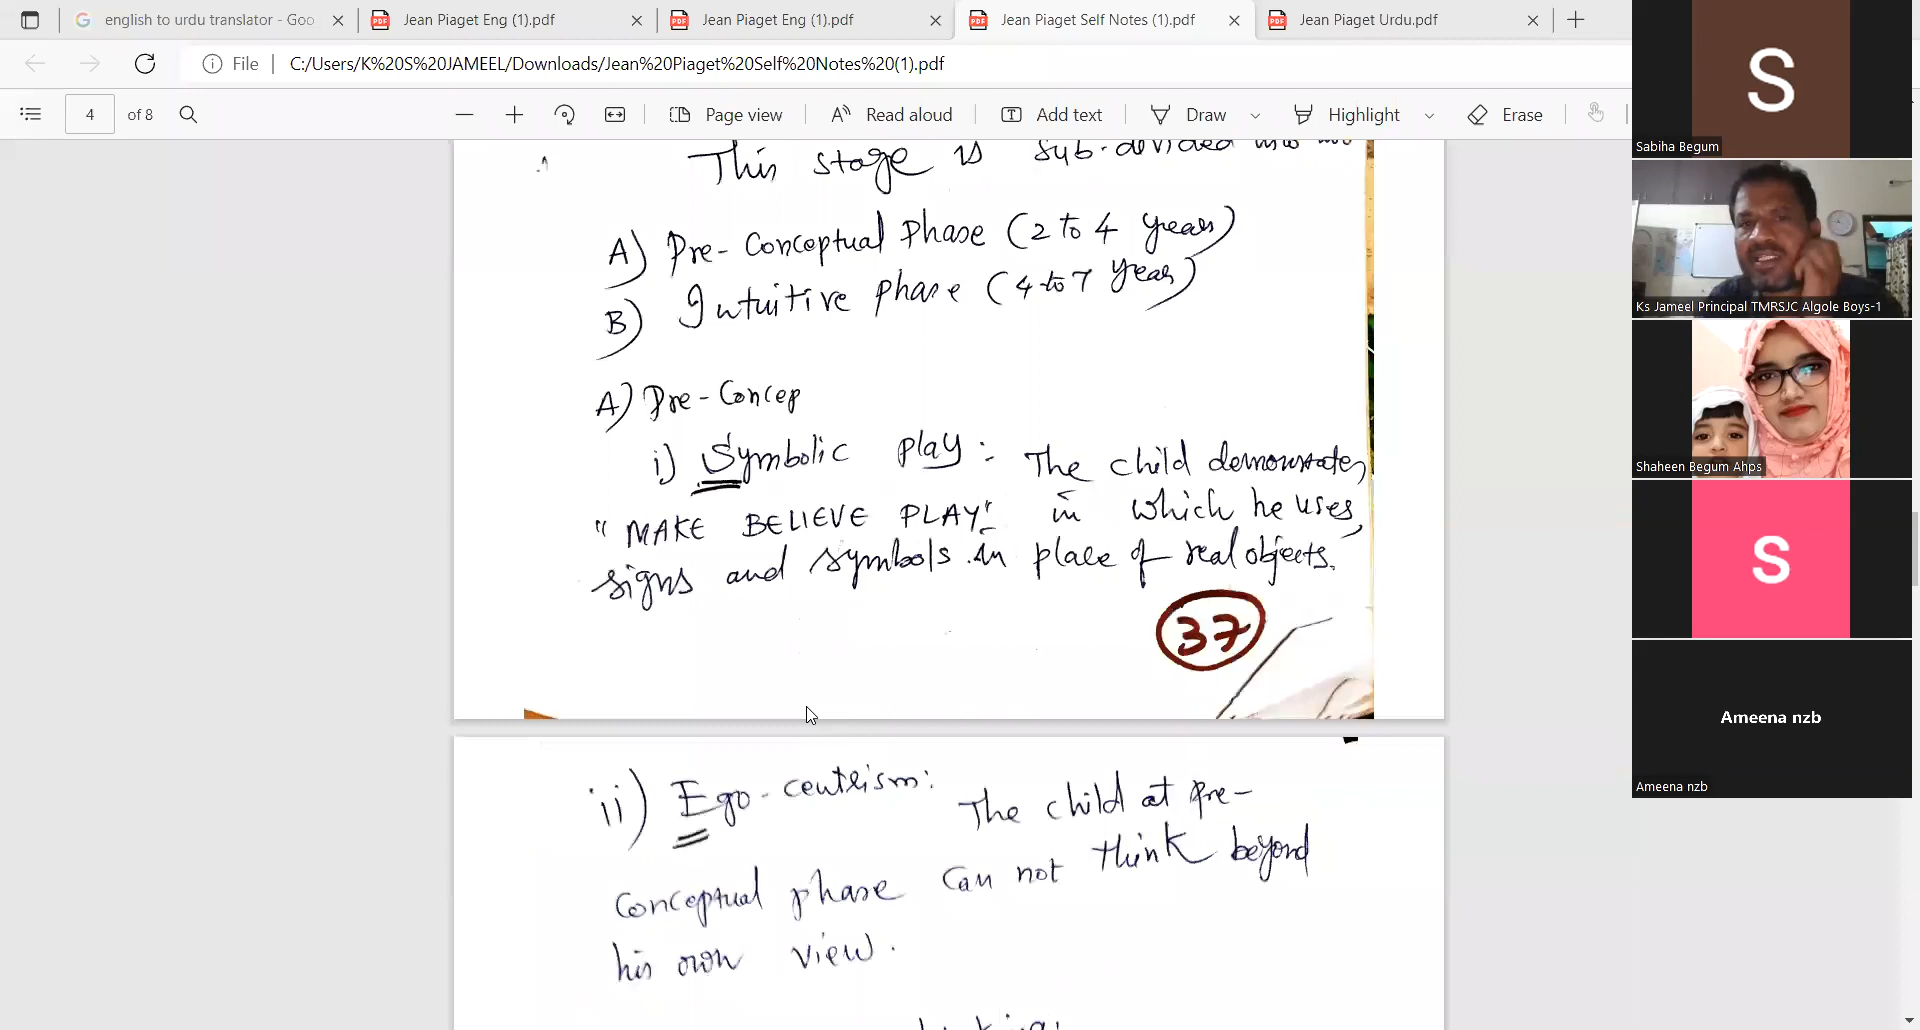 english to urdu translator - Goo
Jean Piaget Eng (1).pdf
Jean Piaget Eng (1).pdf
Jean Piaget Self Notes (1).pdf
Jean Piaget Urdu.pdf
File
C:/Users/K%20S%20JAMEEL/Downloads/Jean%20Piaget%20Self%20Notes%20(1).pdf
4 of 8
Page view
Read aloud
Add text
Draw
Highlight
Erase
This stage is sub-divided into
A) Pre-Conceptual Phase (2 to 4 years)
B) Intuitive phase (4 to 7 years)
A) Pre-Concep
i) Symbolic Play: The child demonstrates
"MAKE BELIEVE PLAY" in which he uses
signs and symbols in place of real objects.
37
ii) Ego-centrism: The child at pre-
conceptual phase can not think beyond
his own view.
S
Sabiha Begum
Ks Jameel Principal TMRSJC Algole Boys-1
Shaheen Begum Ahps
S
Ameena nzb
Ameena nzb